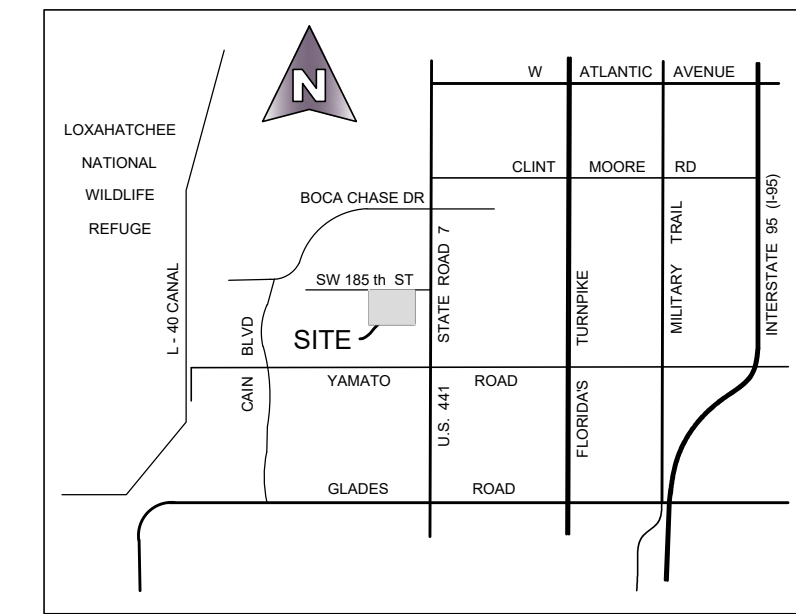 N
W ATLANTIC AVENUE
LOXAHATCHEE
NATIONAL
WILDLIFE
REFUGE
CLINT MOORE RD
BOCA CHASE DR
SW 185 th ST
SITE
L - 40 CANAL
CAIN BLVD
U.S. 441 STATE ROAD 7
FLORIDA'S TURNPIKE
MILITARY TRAIL
INTERSTATE 95 (I-95)
YAMATO ROAD
GLADES ROAD